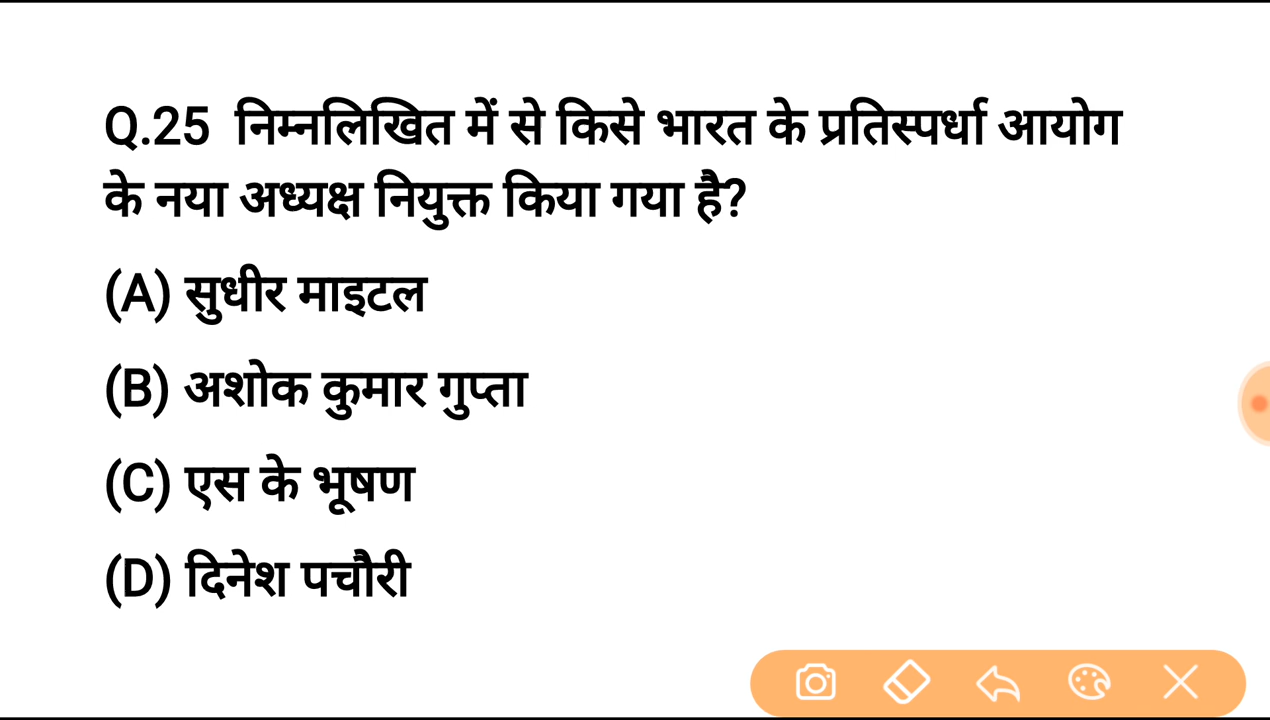 Q.25 निम्नलिखित में से किसे भारत के प्रतिस्पर्धा आयोग
के नया अध्यक्ष नियुक्त किया गया है?
(A) सुधीर माइटल
(B) अशोक कुमार गुप्ता
(C) एस के भूषण
(D) दिनेश पचौरी